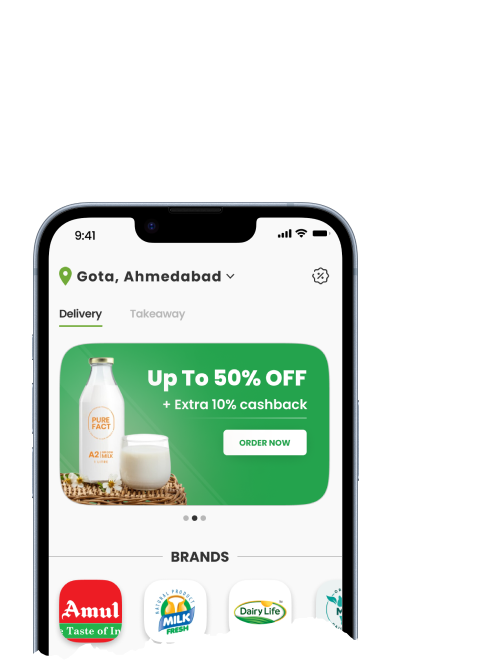 9:41
Gota, Ahmedabad
Delivery
Takeaway
Up To 50% OFF
+ Extra 10% cashback
ORDER NOW
PURE
FACT
A2
MILK
BRANDS
Amul
Taste of In
NATURAL PRODUCT
MILK
FRESH
Dairy Life